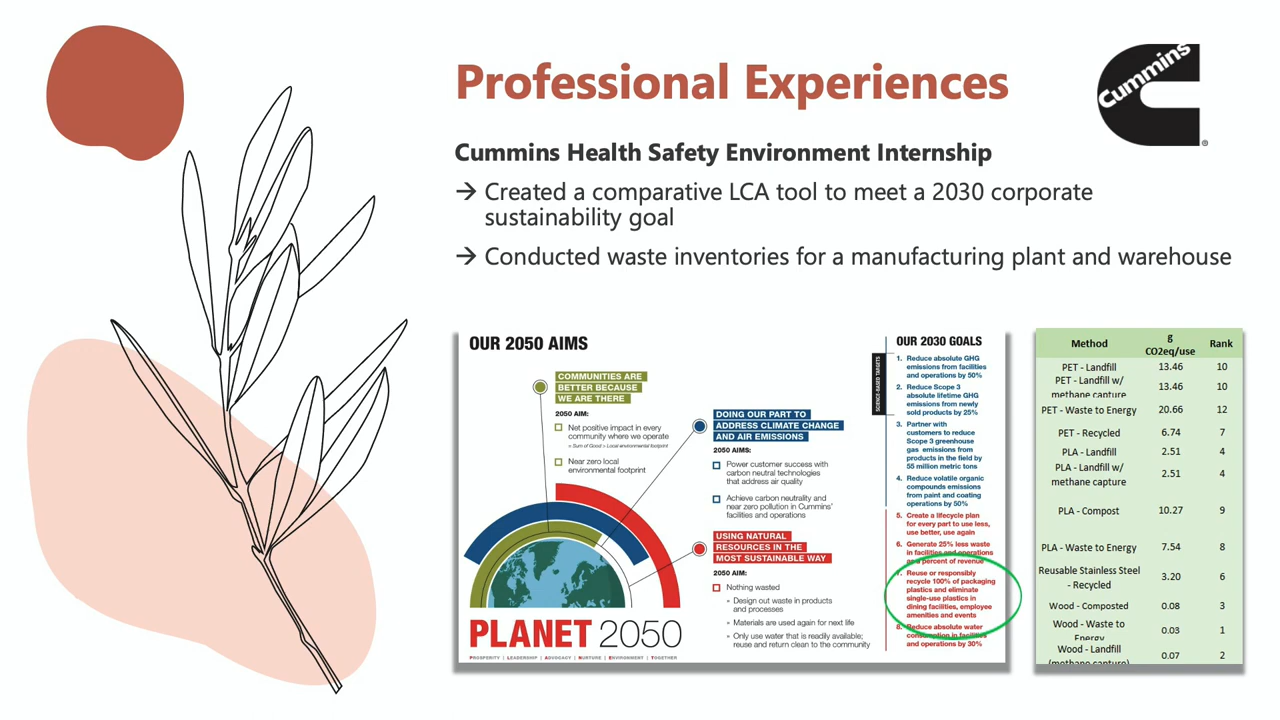 Professional Experiences
Cummins
®
Cummins Health Safety Environment Internship
→ Created a comparative LCA tool to meet a 2030 corporate
sustainability goal
→ Conducted waste inventories for a manufacturing plant and warehouse
OUR 2050 AIMS
COMMUNITIES ARE
BETTER BECAUSE
WE ARE THERE
2050 AIM:
Net positive impact in every
community where we operate
= Sum of Good > Local environmental footprint
Near zero local
environmental footprint
DOING OUR PART TO
ADDRESS CLIMATE CHANGE
AND AIR EMISSIONS
2050 AIMS:
Power customer success with
carbon neutral technologies
that address air quality
Achieve carbon neutrality and
near zero pollution in Cummins'
facilities and operations
USING NATURAL
RESOURCES IN THE
MOST SUSTAINABLE WAY
2050 AIM:
Nothing wasted
» Design out waste in products
and processes
» Materials are used again for next life
» Only use water that is readily available;
reuse and return clean to the community
PLANET 2050
PROSPERITY | LEADERSHIP | ADVOCACY | NURTURE | ENVIRONMENT | TOGETHER
OUR 2030 GOALS
SCIENCE-BASED TARGETS
1. Reduce absolute GHG
emissions from facilities
and operations by 50%
2. Reduce Scope 3
absolute lifetime GHG
emissions from newly
sold products by 25%
3. Partner with
customers to reduce
Scope 3 greenhouse
gas emissions from
products in the field by
55 million metric tons
4. Reduce volatile organic
compounds emissions
from paint and coating
operations by 50%
5. Create a lifecycle plan
for every part to use less,
use better, use again
6. Generate 25% less waste
in facilities and operations
as a percent of revenue
7. Reuse or responsibly
recycle 100% of packaging
plastics and eliminate
single-use plastics in
dining facilities, employee
amenities and events
8. Reduce absolute water
consumption in facilities
and operations by 30%
Method g CO2eq/use Rank
PET - Landfill 13.46 10
PET - Landfill w/ methane capture 13.46 10
PET - Waste to Energy 20.66 12
PET - Recycled 6.74 7
PLA - Landfill 2.51 4
PLA - Landfill w/ methane capture 2.51 4
PLA - Compost 10.27 9
PLA - Waste to Energy 7.54 8
Reusable Stainless Steel - Recycled 3.20 6
Wood - Composted 0.08 3
Wood - Waste to Energy 0.03 1
Wood - Landfill (methane capture) 0.07 2